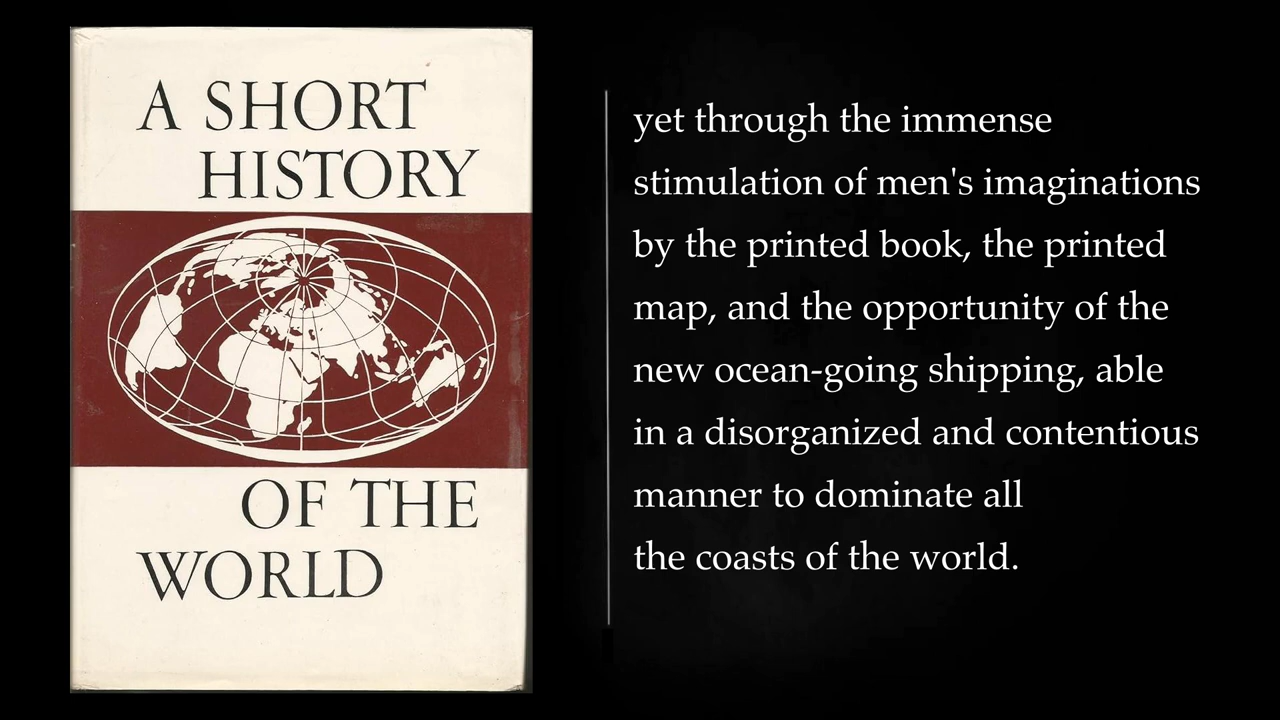 A SHORT
HISTORY
OF THE
WORLD
yet through the immense
stimulation of men's imaginations
by the printed book, the printed
map, and the opportunity of the
new ocean-going shipping, able
in a disorganized and contentious
manner to dominate all
the coasts of the world.